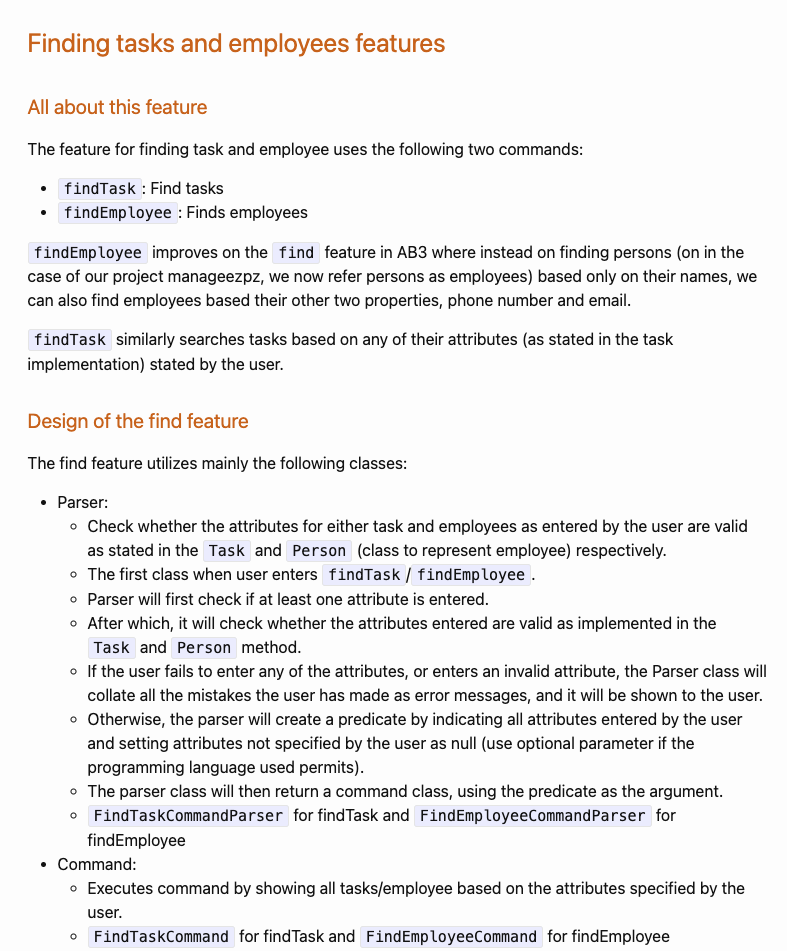 Finding tasks and employees features
All about this feature
The feature for finding task and employee uses the following two commands:
• findTask : Find tasks
• findEmployee : Finds employees
findEmployee improves on the find feature in AB3 where instead on finding persons (on in the
case of our project manageezpz, we now refer persons as employees) based only on their names, we
can also find employees based their other two properties, phone number and email.
findTask similarly searches tasks based on any of their attributes (as stated in the task
implementation) stated by the user.
Design of the find feature
The find feature utilizes mainly the following classes:
• Parser:
◦ Check whether the attributes for either task and employees as entered by the user are valid
as stated in the Task and Person (class to represent employee) respectively.
◦ The first class when user enters findTask / findEmployee .
◦ Parser will first check if at least one attribute is entered.
◦ After which, it will check whether the attributes entered are valid as implemented in the
Task and Person method.
◦ If the user fails to enter any of the attributes, or enters an invalid attribute, the Parser class will
collate all the mistakes the user has made as error messages, and it will be shown to the user.
◦ Otherwise, the parser will create a predicate by indicating all attributes entered by the user
and setting attributes not specified by the user as null (use optional parameter if the
programming language used permits).
◦ The parser class will then return a command class, using the predicate as the argument.
◦ FindTaskCommandParser for findTask and FindEmployeeCommandParser for
findEmployee
• Command:
◦ Executes command by showing all tasks/employee based on the attributes specified by the
user.
◦ FindTaskCommand for findTask and FindEmployeeCommand for findEmployee